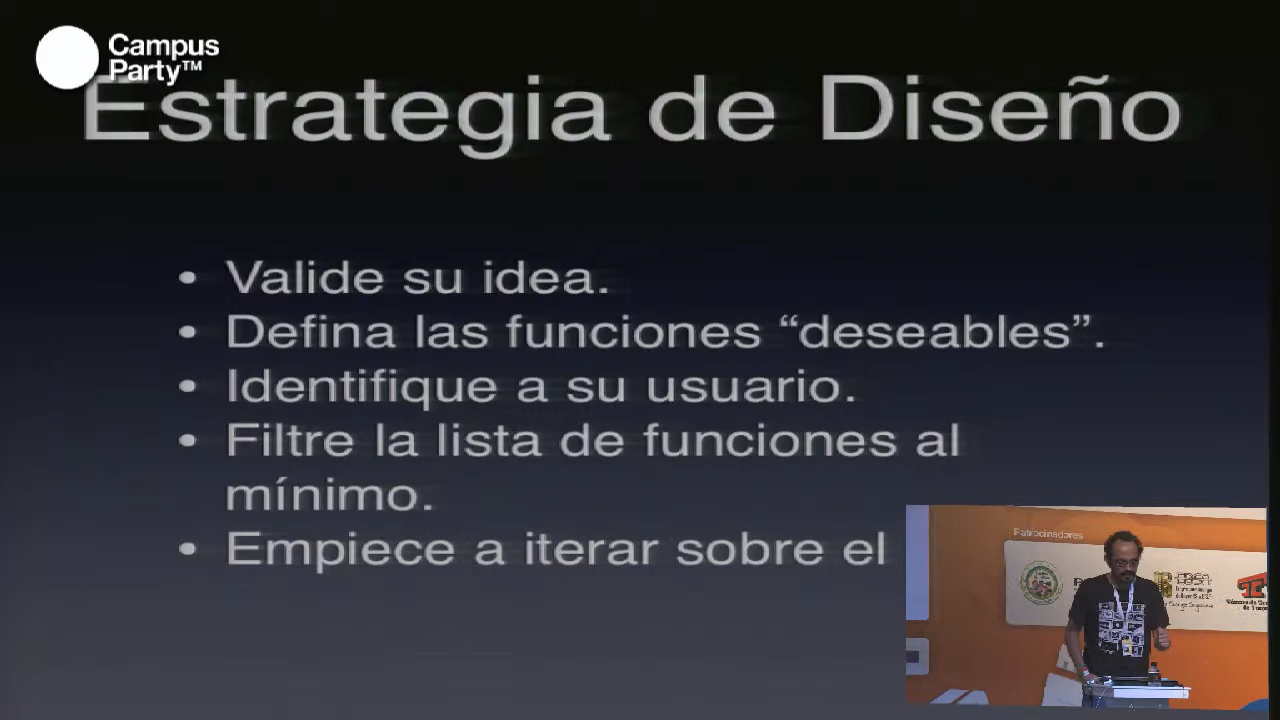 Campus
Party™
Estrategia de Diseño
• Valide su idea.
• Defina las funciones “deseables”.
• Identifique a su usuario.
• Filtre la lista de funciones al
mínimo.
• Empiece a iterar sobre el
Patrocinadores